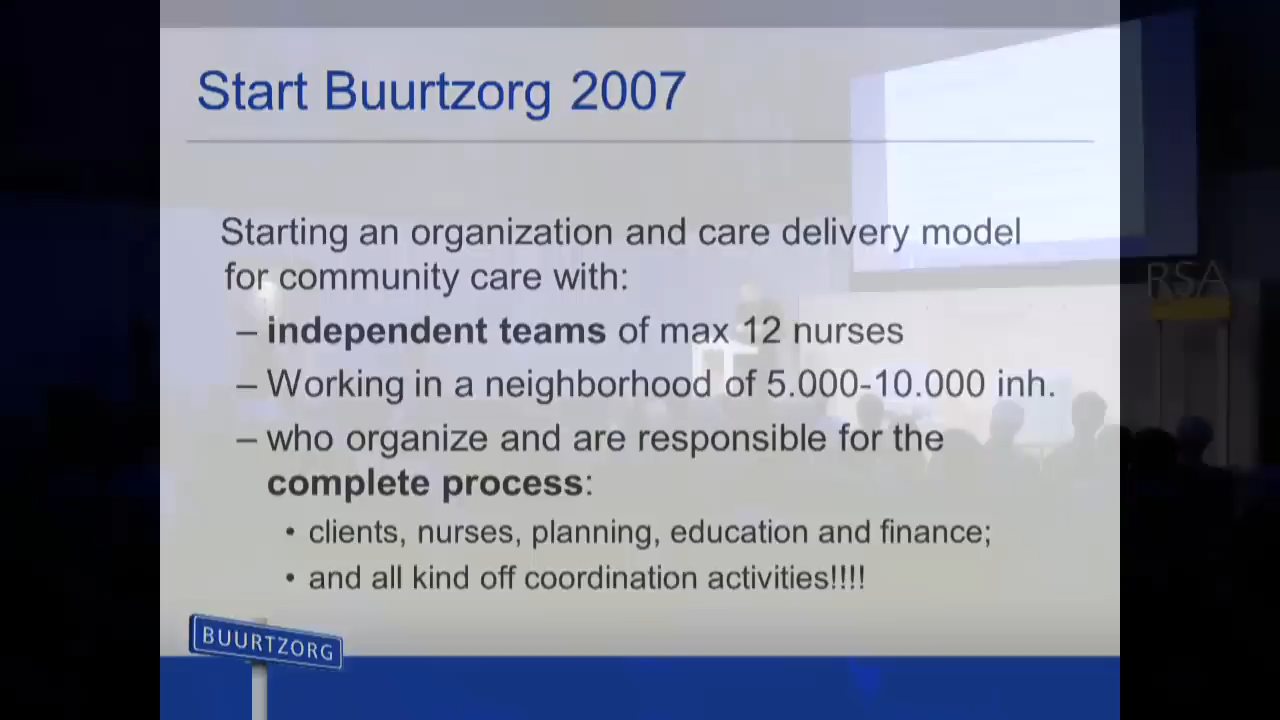 Start Buurtzorg 2007
Starting an organization and care delivery model
for community care with:
– independent teams of max 12 nurses
– Working in a neighborhood of 5.000-10.000 inh.
– who organize and are responsible for the
complete process:
• clients, nurses, planning, education and finance;
• and all kind off coordination activities!!!!
BUURTZORG
RSA